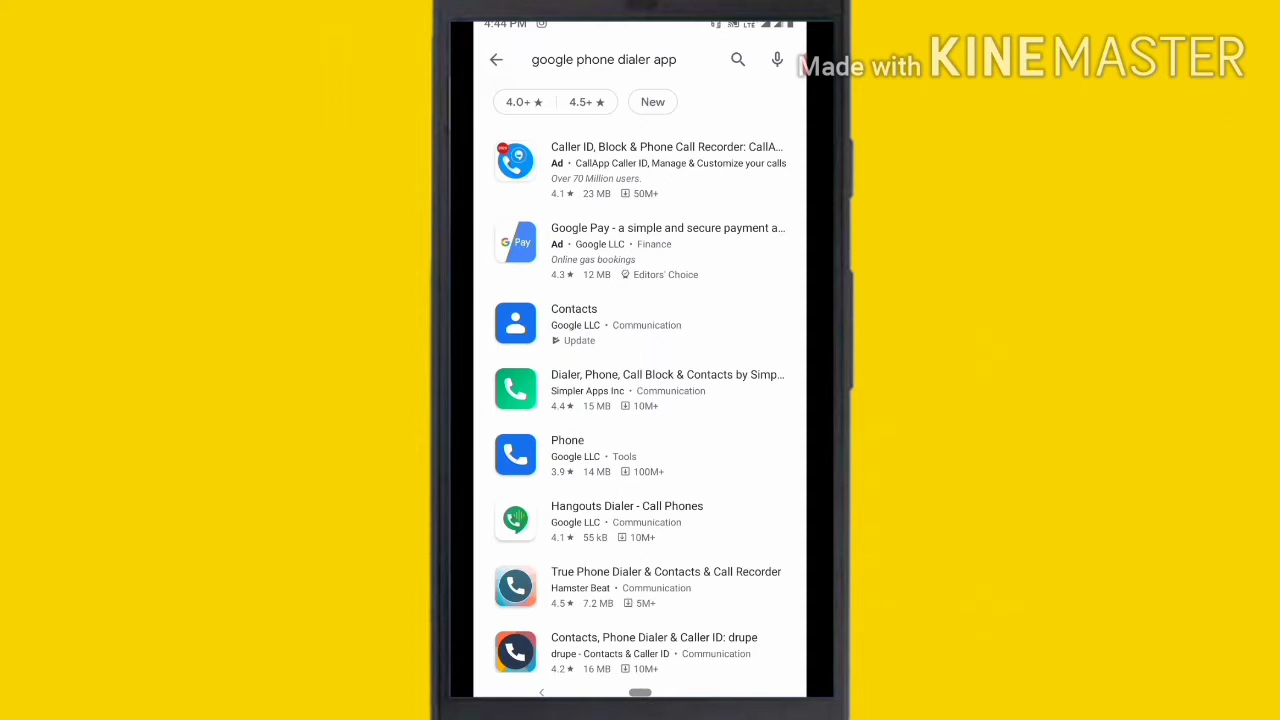 4:44 PM
LTE
google phone dialer app
Made with KINEMASTER
4.0+ ★ 4.5+ ★ New
Caller ID, Block & Phone Call Recorder: CallA...
Ad • CallApp Caller ID, Manage & Customize your calls
Over 70 Million users.
4.1 ★ 23 MB 50M+
G Pay
Google Pay - a simple and secure payment a...
Ad • Google LLC • Finance
Online gas bookings
4.3 ★ 12 MB Editors' Choice
Contacts
Google LLC • Communication
Update
Dialer, Phone, Call Block & Contacts by Simp...
Simpler Apps Inc • Communication
4.4 ★ 15 MB 10M+
Phone
Google LLC • Tools
3.9 ★ 14 MB 100M+
Hangouts Dialer - Call Phones
Google LLC • Communication
4.1 ★ 55 kB 10M+
True Phone Dialer & Contacts & Call Recorder
Hamster Beat • Communication
4.5 ★ 7.2 MB 5M+
Contacts, Phone Dialer & Caller ID: drupe
drupe - Contacts & Caller ID • Communication
4.2 ★ 16 MB 10M+